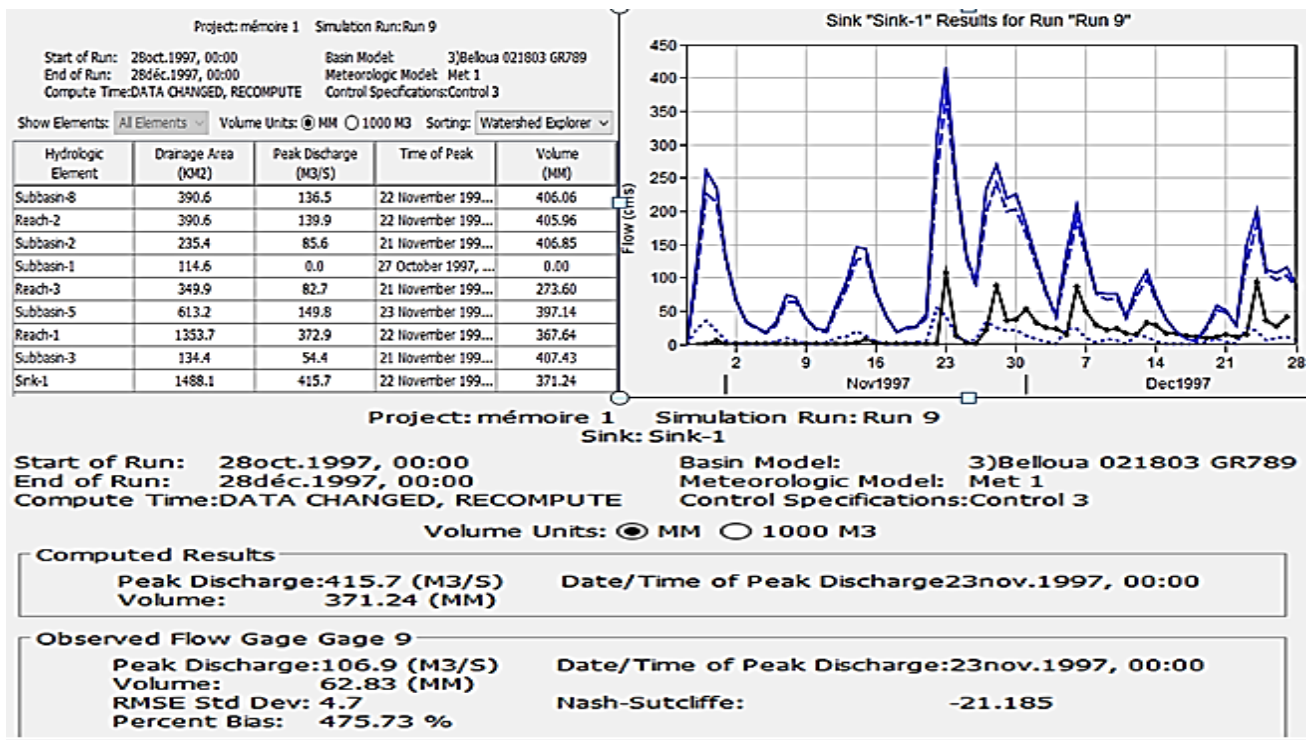 Project: mémoire 1 Simulation Run: Run 9
Start of Run: 28oct.1997, 00:00 Basin Model: 3)Belloua 021803 GR789
End of Run: 28déc.1997, 00:00 Meteorologic Model: Met 1
Compute Time:DATA CHANGED, RECOMPUTE Control Specifications:Control 3
Show Elements: All Elements Volume Units: MM 1000 M3 Sorting: Watershed Explorer
Hydrologic Element Drainage Area (KM2) Peak Discharge (M3/S) Time of Peak Volume (MM)
Subbasin-8 390.6 136.5 22 November 199... 406.06
Reach-2 390.6 139.9 22 November 199... 405.96
Subbasin-2 235.4 85.6 21 November 199... 406.85
Subbasin-1 114.6 0.0 27 October 1997, ... 0.00
Reach-3 349.9 82.7 21 November 199... 273.60
Subbasin-5 613.2 149.8 23 November 199... 397.14
Reach-1 1353.7 372.9 22 November 199... 367.64
Subbasin-3 134.4 54.4 21 November 199... 407.43
Sink-1 1488.1 415.7 22 November 199... 371.24
Sink "Sink-1" Results for Run "Run 9"
450
400
350
300
250
200
150
100
50
0
Flow (cms)
2 9 16 23 30 7 14 21 28
Nov1997 Dec1997
Project: mémoire 1 Simulation Run: Run 9
Sink: Sink-1
Start of Run: 28oct.1997, 00:00 Basin Model: 3)Belloua 021803 GR789
End of Run: 28déc.1997, 00:00 Meteorologic Model: Met 1
Compute Time:DATA CHANGED, RECOMPUTE Control Specifications:Control 3
Volume Units: MM 1000 M3
Computed Results
Peak Discharge:415.7 (M3/S) Date/Time of Peak Discharge23nov.1997, 00:00
Volume: 371.24 (MM)
Observed Flow Gage Gage 9
Peak Discharge:106.9 (M3/S) Date/Time of Peak Discharge:23nov.1997, 00:00
Volume: 62.83 (MM)
RMSE Std Dev: 4.7 Nash-Sutcliffe: -21.185
Percent Bias: 475.73 %